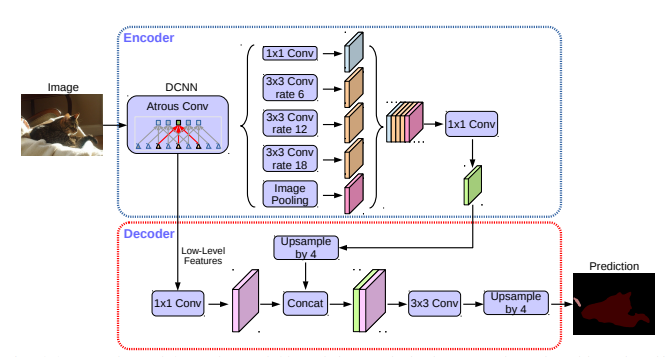 Encoder
Image
DCNN
Atrous Conv
1x1 Conv
3x3 Conv
rate 6
3x3 Conv
rate 12
3x3 Conv
rate 18
Image
Pooling
1x1 Conv
Decoder
Low-Level
Features
Upsample
by 4
1x1 Conv
Concat
3x3 Conv
Upsample
by 4
Prediction